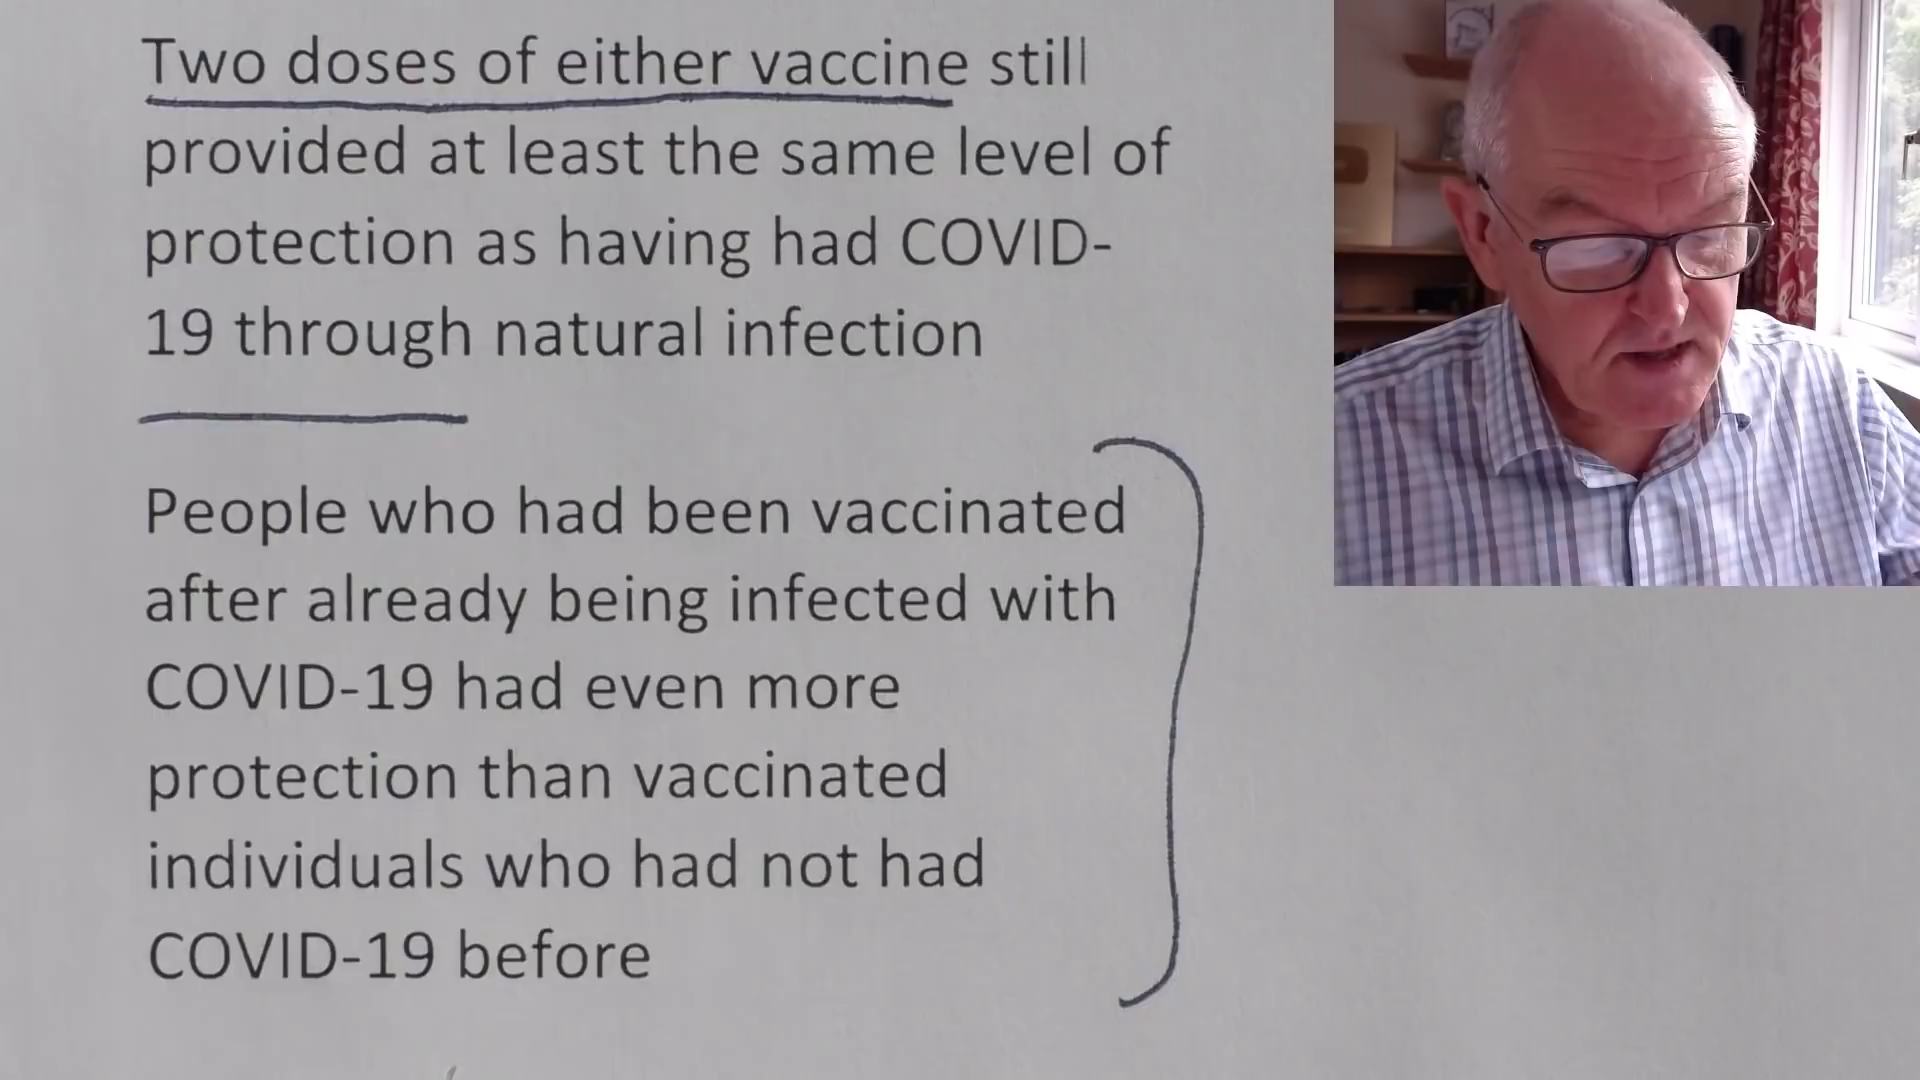 Two doses of either vaccine still
provided at least the same level of
protection as having had COVID-
19 through natural infection
People who had been vaccinated
after already being infected with
COVID-19 had even more
protection than vaccinated
individuals who had not had
COVID-19 before